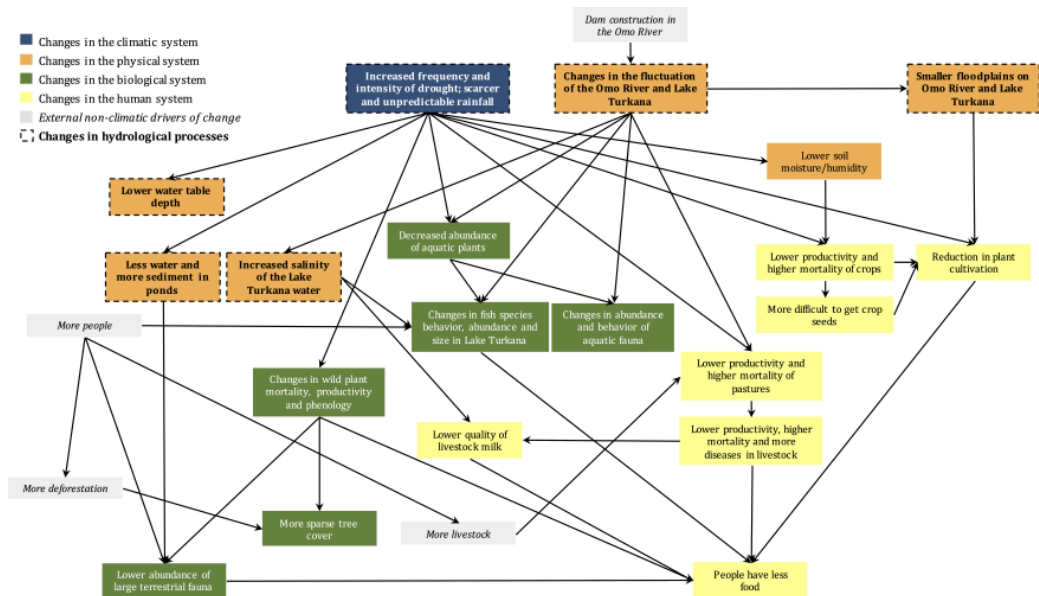 Changes in the climatic system
Changes in the physical system
Changes in the biological system
Changes in the human system
External non-climatic drivers of change
Changes in hydrological processes
Dam construction in
the Omo River
Increased frequency and
intensity of drought; scarcer
and unpredictable rainfall
Changes in the fluctuation
of the Omo River and Lake
Turkana
Smaller floodplains on
Omo River and Lake
Turkana
Lower soil
moisture/humidity
Lower water table
depth
Decreased abundance
of aquatic plants
Less water and
more sediment in
ponds
Increased salinity
of the Lake
Turkana water
Lower productivity and
higher mortality of crops
Reduction in plant
cultivation
More difficult to get crop
seeds
More people
Changes in fish species
behavior, abundance and
size in Lake Turkana
Changes in abundance
and behavior of
aquatic fauna
Changes in wild plant
mortality, productivity
and phenology
Lower productivity and
higher mortality of
pastures
Lower quality of
livestock milk
Lower productivity, higher
mortality and more
diseases in livestock
More deforestation
More sparse tree
cover
More livestock
Lower abundance of
large terrestrial fauna
People have less
food